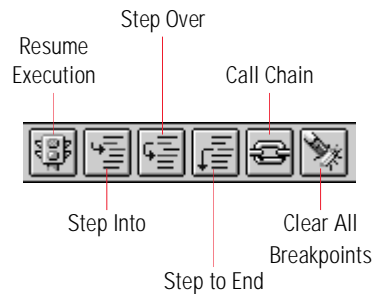 Step Over
Resume
Execution
Call Chain
Step Into
Clear All
Breakpoints
Step to End